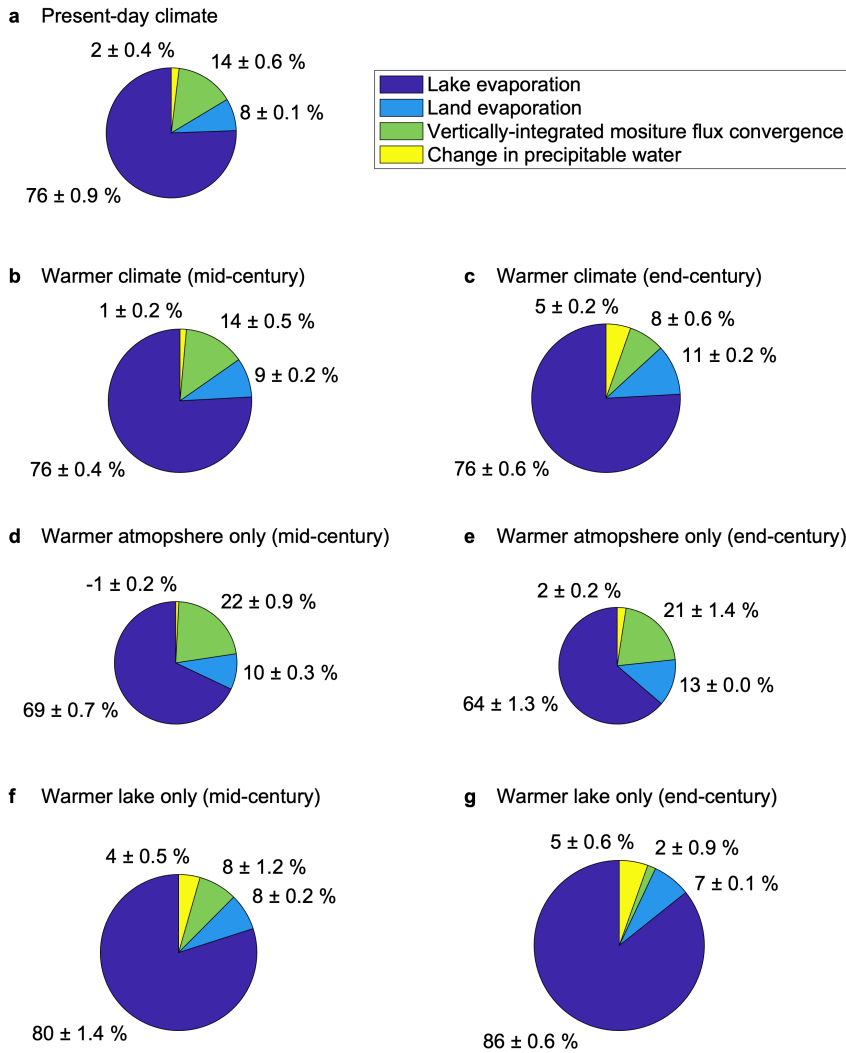 a Present-day climate
2 ± 0.4 %
14 ± 0.6 %
8 ± 0.1 %
76 ± 0.9 %
Lake evaporation
Land evaporation
Vertically-integrated mositure flux convergence
Change in precipitable water
b Warmer climate (mid-century)
1 ± 0.2 %
14 ± 0.5 %
9 ± 0.2 %
76 ± 0.4 %
c Warmer climate (end-century)
5 ± 0.2 %
8 ± 0.6 %
11 ± 0.2 %
76 ± 0.6 %
d Warmer atmopshere only (mid-century)
-1 ± 0.2 %
22 ± 0.9 %
10 ± 0.3 %
69 ± 0.7 %
e Warmer atmopshere only (end-century)
2 ± 0.2 %
21 ± 1.4 %
13 ± 0.0 %
64 ± 1.3 %
f Warmer lake only (mid-century)
4 ± 0.5 %
8 ± 1.2 %
8 ± 0.2 %
80 ± 1.4 %
g Warmer lake only (end-century)
5 ± 0.6 %
2 ± 0.9 %
7 ± 0.1 %
86 ± 0.6 %